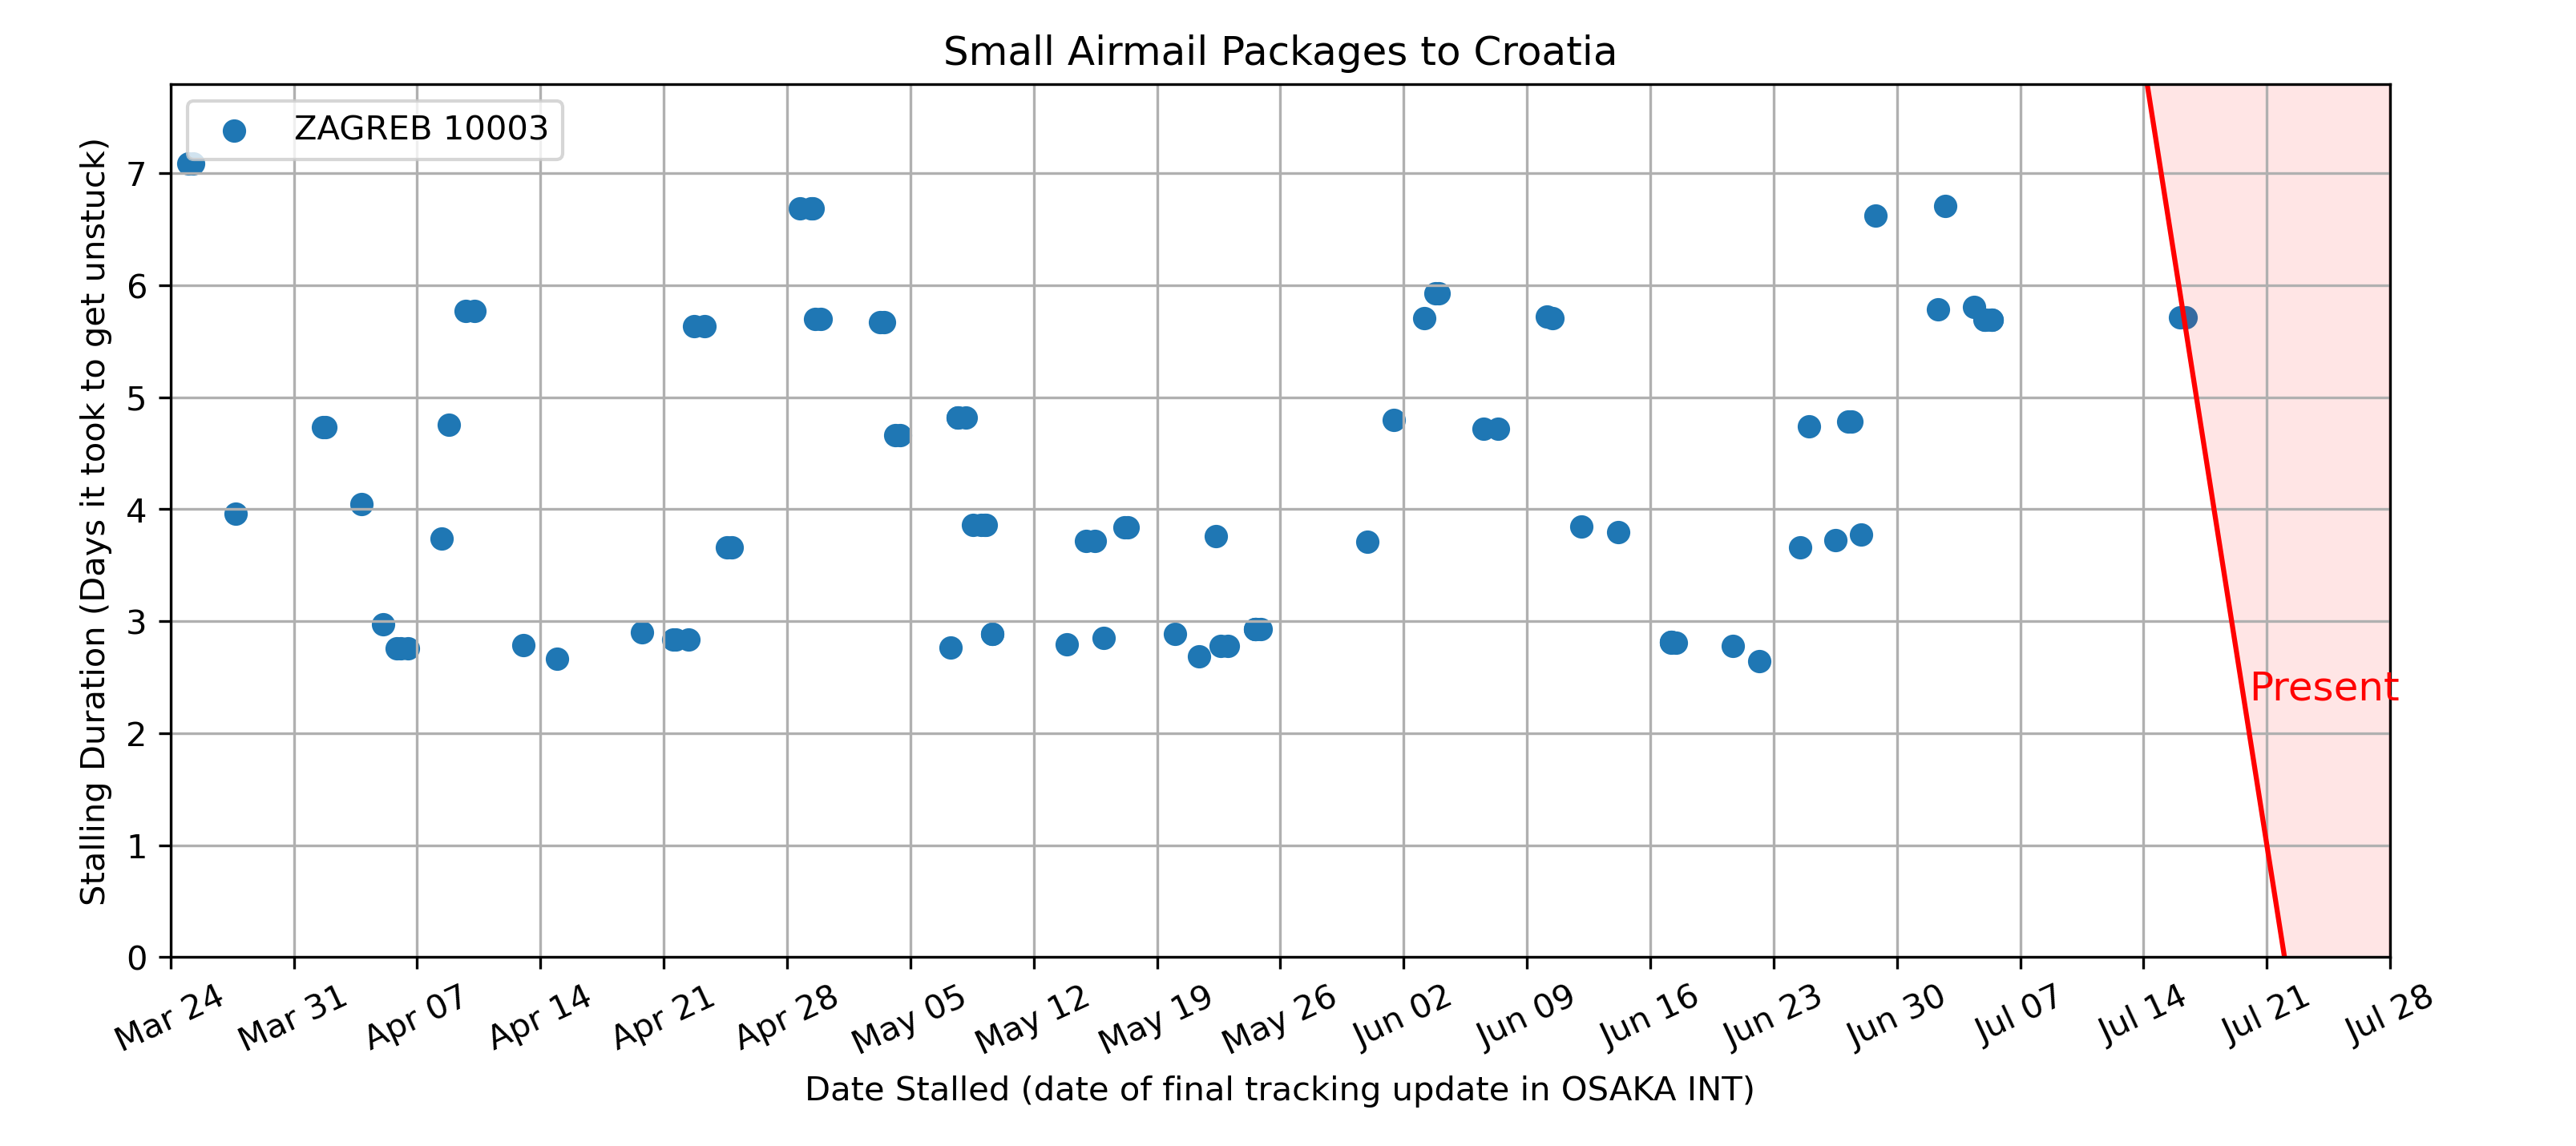 Small Airmail Packages to Croatia
ZAGREB 10003
Stalling Duration (Days it took to get unstuck)
7
6
5
4
3
2
1
0
Present
Mar 24
Mar 31
Apr 07
Apr 14
Apr 21
Apr 28
May 05
May 12
May 19
May 26
Jun 02
Jun 09
Jun 16
Jun 23
Jun 30
Jul 07
Jul 14
Jul 21
Jul 28
Date Stalled (date of final tracking update in OSAKA INT)